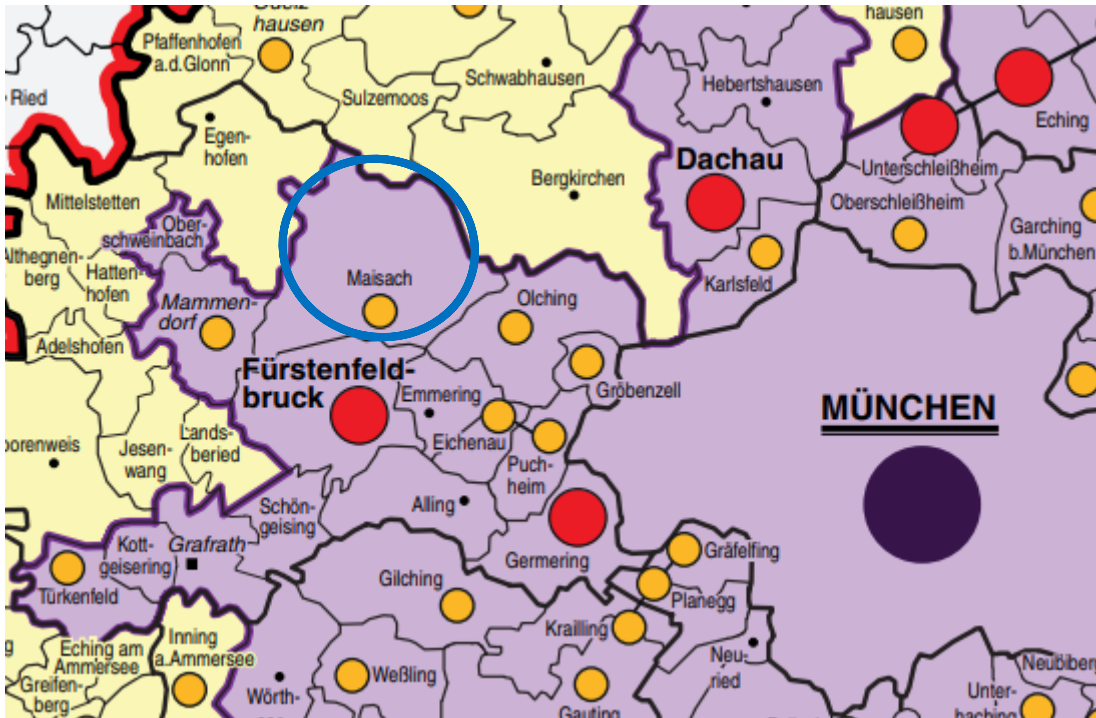 hausen
Pfaffenhofen
a.d.Glonn
hausen
Ried
Sulzemoos
Schwabhausen
Hebertshausen
Eching
Egen-
hofen
Dachau
Unterschleißheim
Bergkirchen
Oberschleißheim
Mittelstetten
Ober-
schweinbach
Garching
b.München
Althegnen-
berg
Hatten-
hofen
Maisach
Karlsfeld
Mammen-
dorf
Olching
Adelshofen
Fürstenfeld-
bruck
Emmering
Gröbenzell
MÜNCHEN
Eichenau
Lands-
beried
Jesen-
wang
Puch-
heim
Alling
Schön-
geising
Kott-
geisering
Grafrath
Germering
Gräfelfing
Gilching
Planegg
Türkenfeld
Krailling
Inning
a.Ammersee
Eching am
Ammersee
Neu-
ried
Weßling
Greifen-
berg
Wörth-
Unter-
haching
Gauting